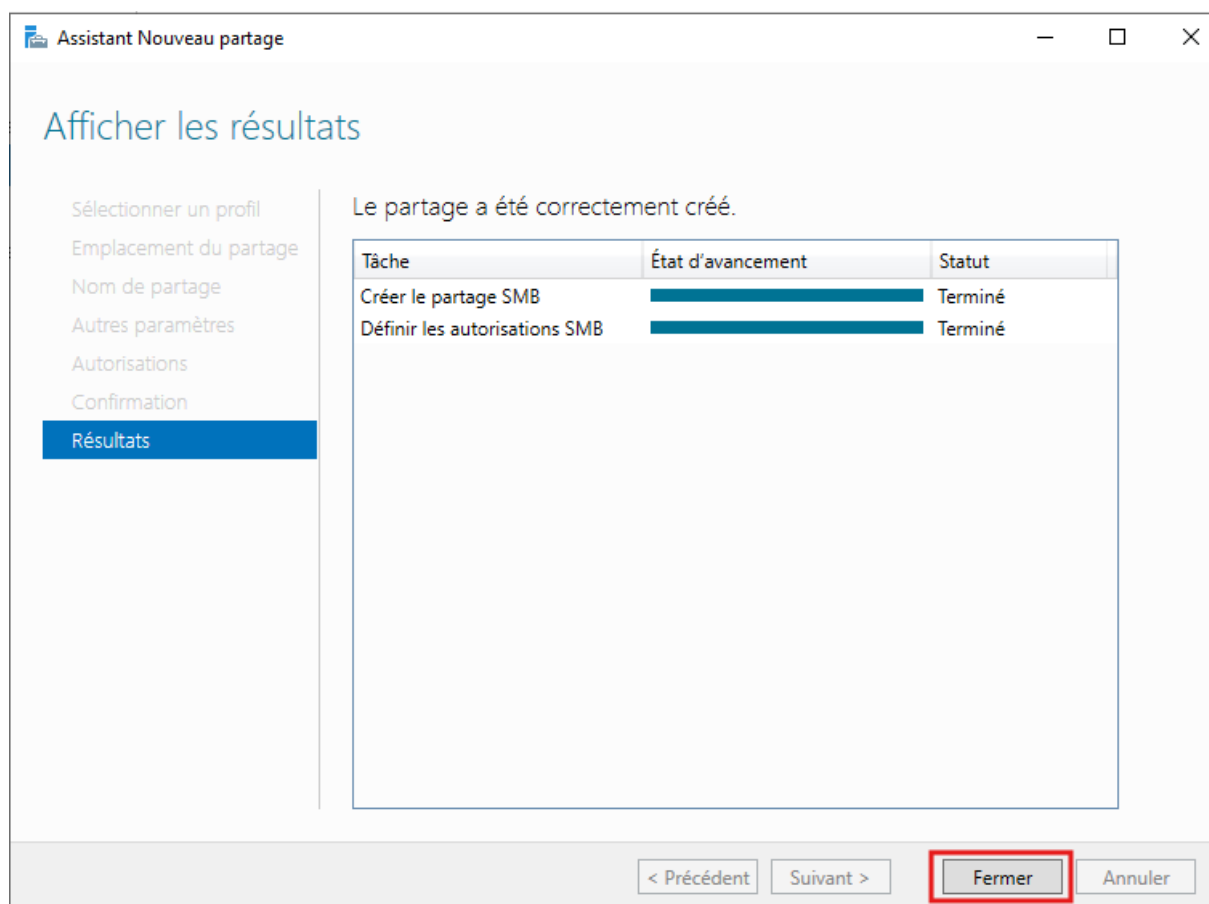 Assistant Nouveau partage
Afficher les résultats
Sélectionner un profil
Emplacement du partage
Nom de partage
Autres paramètres
Autorisations
Confirmation
Résultats
Le partage a été correctement créé.
Tâche État d'avancement Statut
Créer le partage SMB Terminé
Définir les autorisations SMB Terminé
< Précédent Suivant > Fermer Annuler